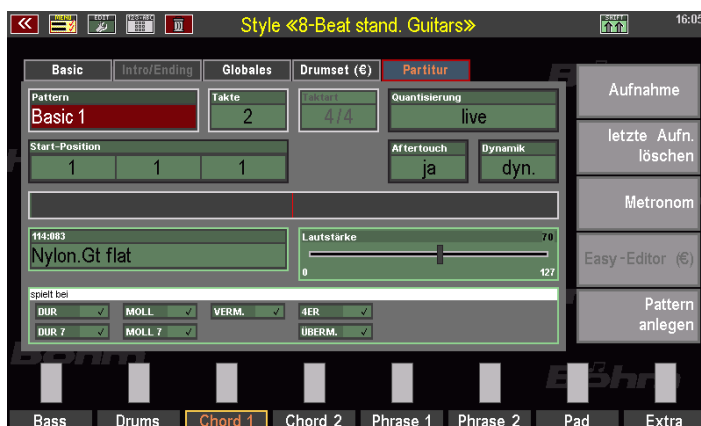 MENU EDIT 123-ABC Style «8-Beat stand. Guitars» SHIFT 16:05
Basic Intro/Ending Globales Drumset (€) Partitur
Aufnahme
Pattern Takte Taktart Quantisierung
Basic 1 2 4/4 live
letzte Aufn.
löschen
Start-Position Aftertouch Dynamik
1 1 1 ja dyn.
Metronom
114:083 Lautstärke 70
Nylon.Gt flat
0 127
Easy-Editor (€)
spielt bei
DUR ✓ MOLL ✓ VERM. ✓ 4ER ✓
DUR 7 ✓ MOLL 7 ✓ ÜBERM. ✓
Pattern
anlegen
Böhm Böhm
Bass Drums Chord 1 Chord 2 Phrase 1 Phrase 2 Pad Extra